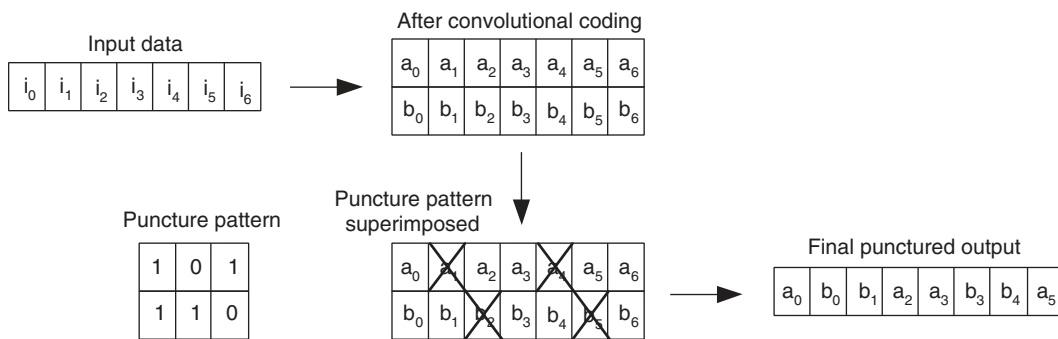 After convolutional coding
Input data
i0 i1 i2 i3 i4 i5 i6
a0 a1 a2 a3 a4 a5 a6
b0 b1 b2 b3 b4 b5 b6
Puncture pattern
superimposed
Puncture pattern
1 0 1
1 1 0
a0 a1 a2 a3 a4 a5 a6
b0 b1 b2 b3 b4 b5 b6
Final punctured output
a0 b0 b1 a2 a3 b3 b4 a5